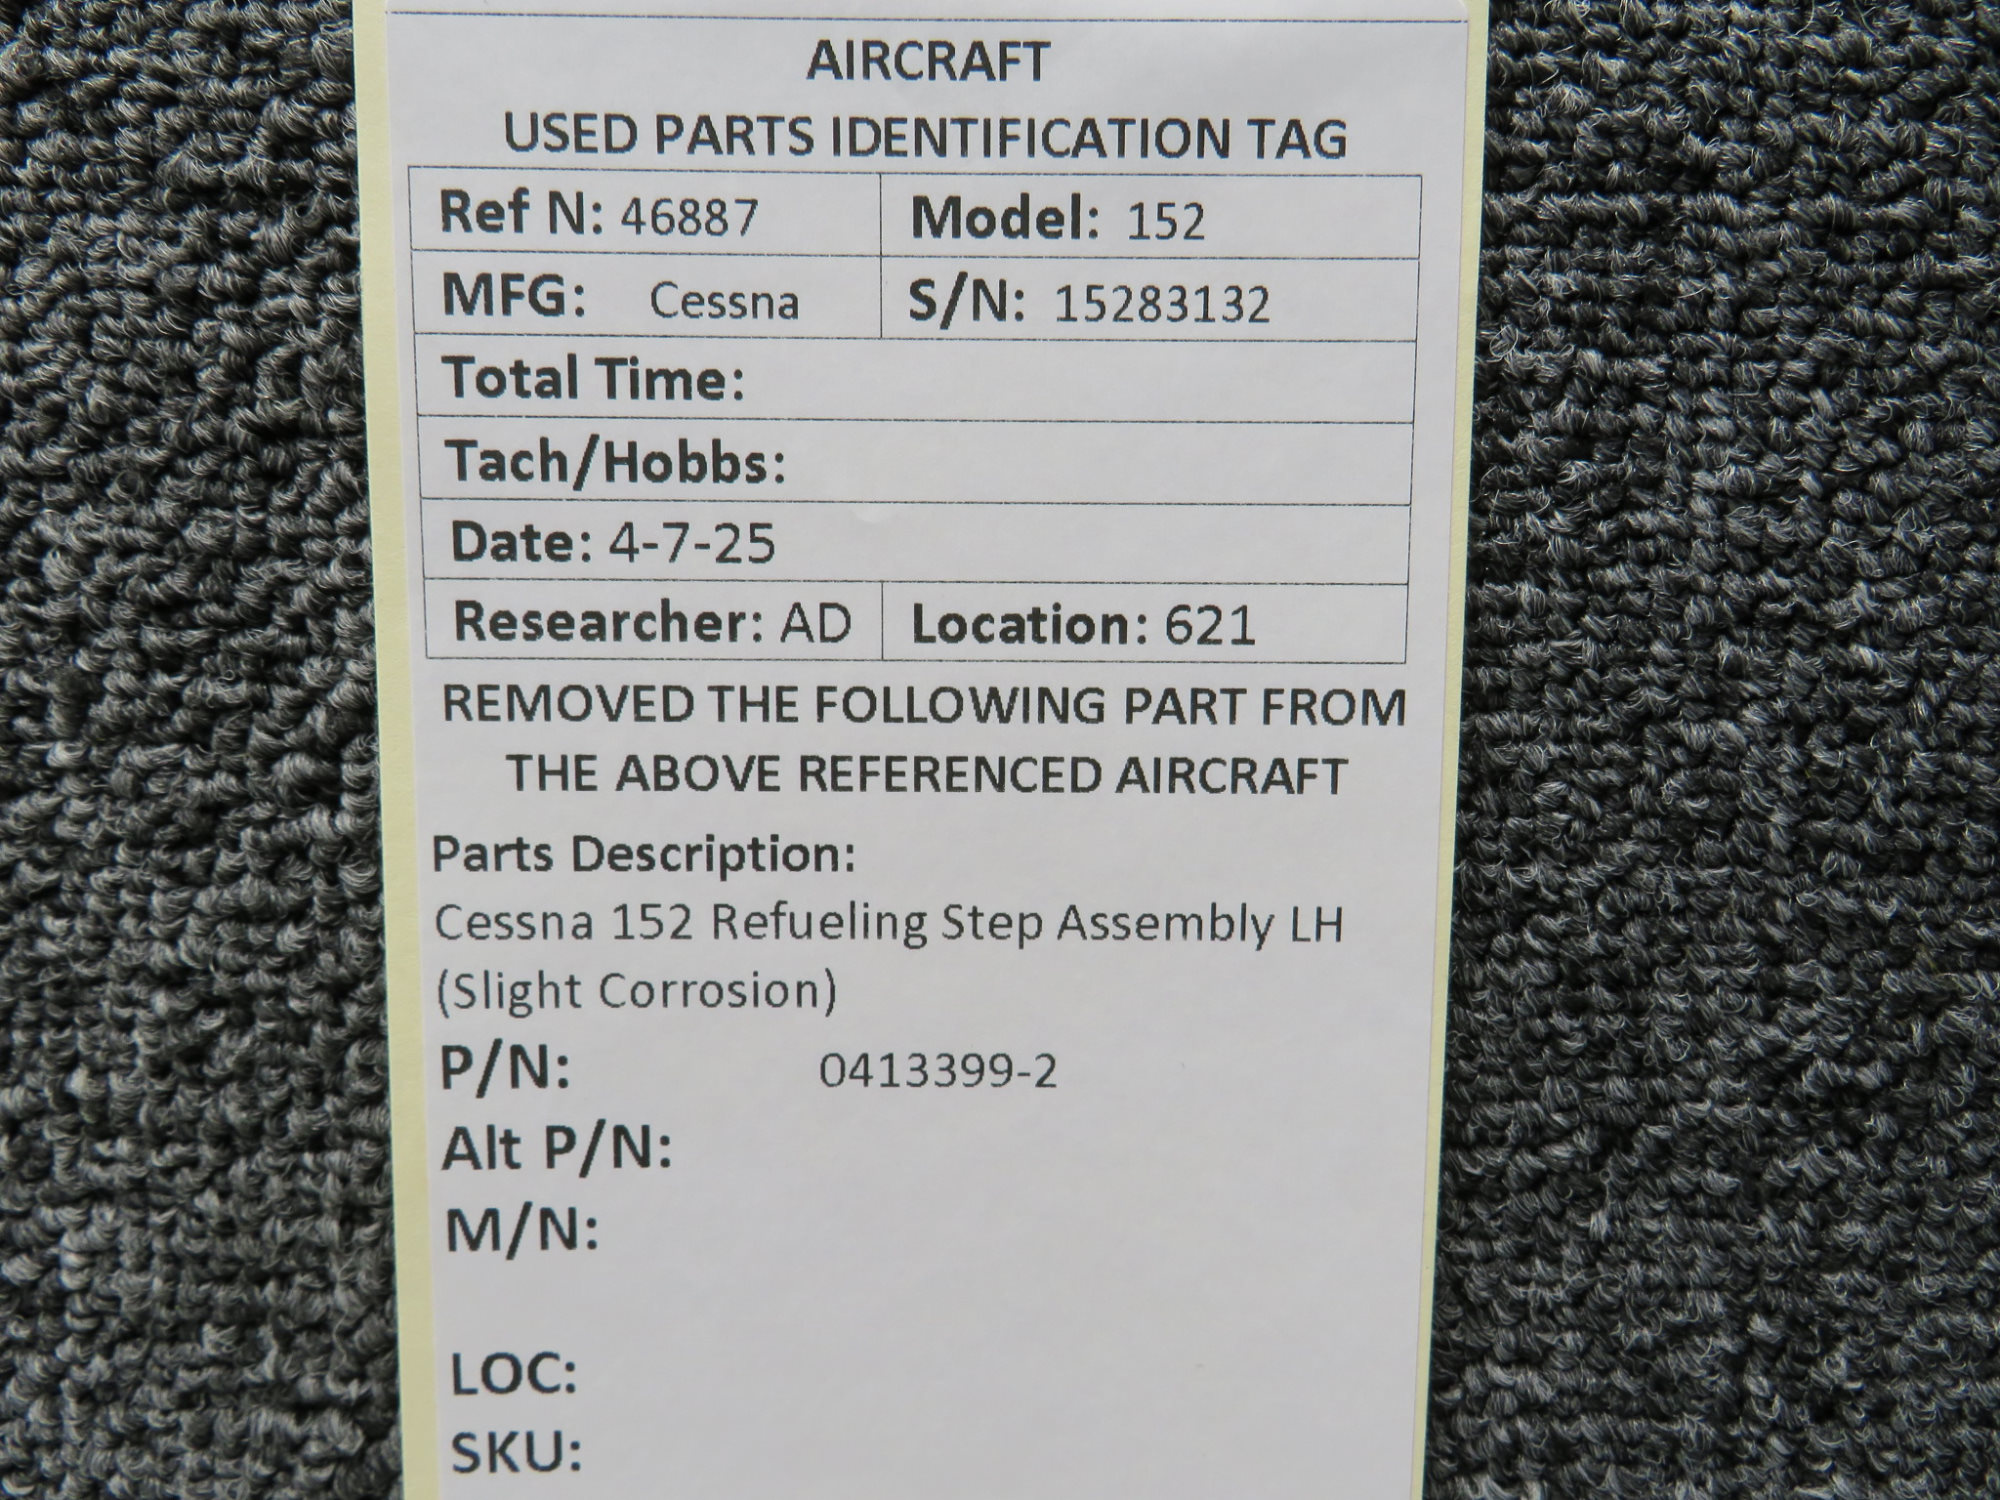 AIRCRAFT
USED PARTS IDENTIFICATION TAG
Ref N: 46887 Model: 152
MFG: Cessna S/N: 15283132
Total Time:
Tach/Hobbs:
Date: 4-7-25
Researcher: AD Location: 621
REMOVED THE FOLLOWING PART FROM
THE ABOVE REFERENCED AIRCRAFT
Parts Description:
Cessna 152 Refueling Step Assembly LH
(Slight Corrosion)
P/N: 0413399-2
Alt P/N:
M/N:
LOC:
SKU: